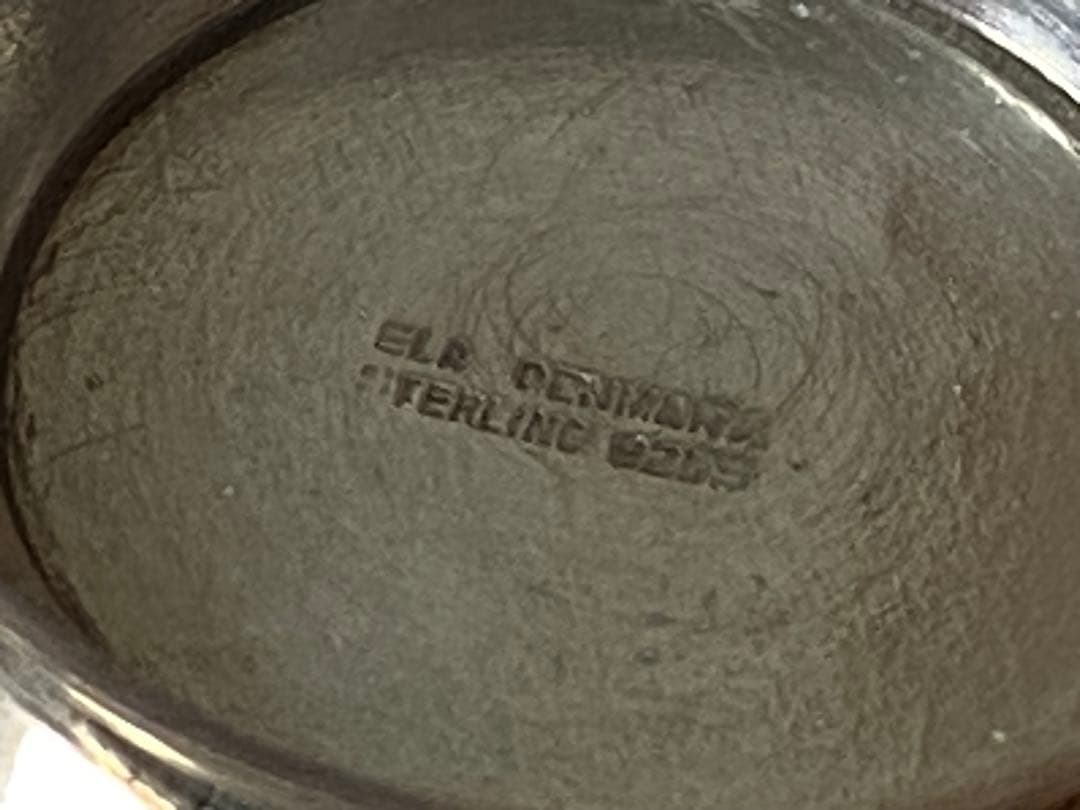 ELA DENMARK
STERLING 925S